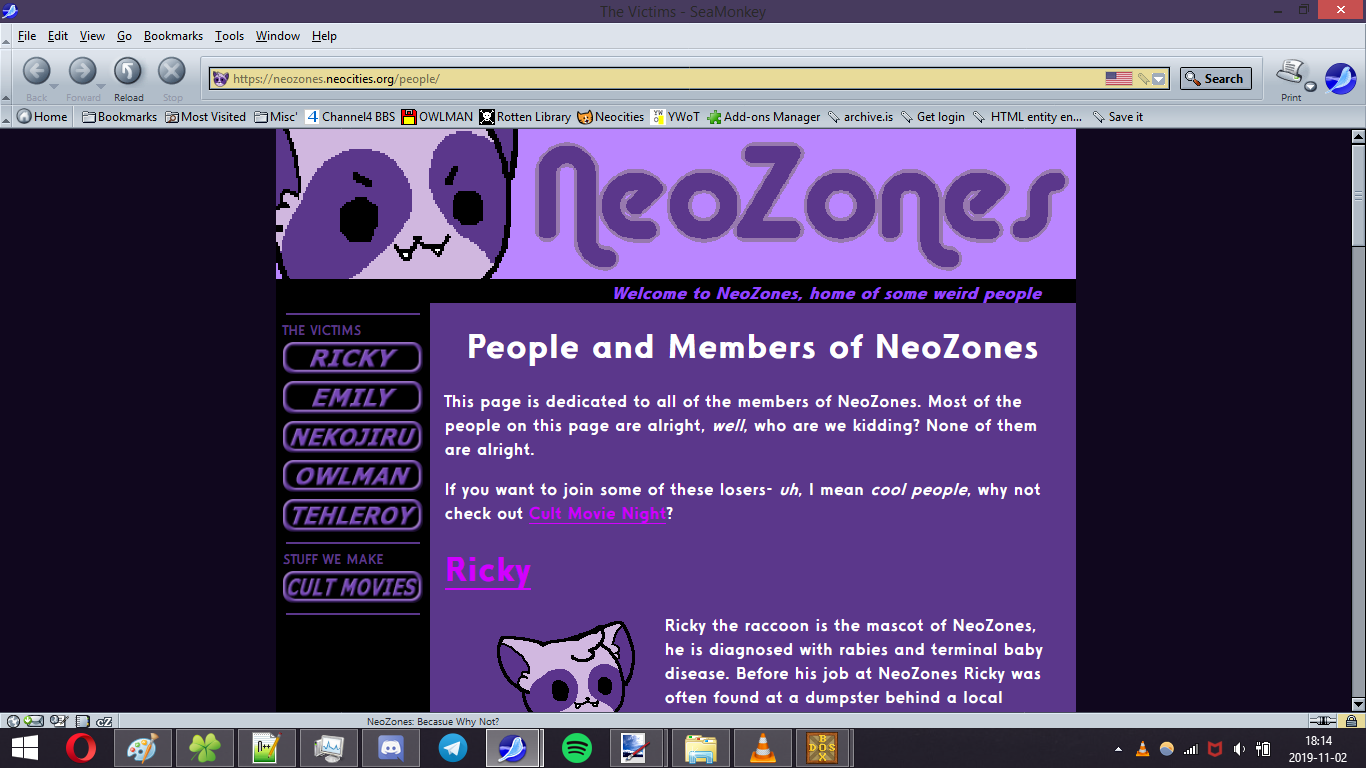 The Victims - SeaMonkey
File Edit View Go Bookmarks Tools Window Help
Back Forward Reload Stop
https://neozones.neocities.org/people/
Search
Print
Home Bookmarks Most Visited Misc' 4 Channel4 BBS OWLMAN Rotten Library Neocities YWoT Add-ons Manager archive.is Get login HTML entity en... Save it
NeoZones
Welcome to NeoZones, home of some weird people
THE VICTIMS
RICKY
EMILY
NEKOJIRU
OWLMAN
TEHLEROY
STUFF WE MAKE
CULT MOVIES
People and Members of NeoZones
This page is dedicated to all of the members of NeoZones. Most of the
people on this page are alright, well, who are we kidding? None of them
are alright.
If you want to join some of these losers- uh, I mean cool people, why not
check out Cult Movie Night?
Ricky
Ricky the raccoon is the mascot of NeoZones,
he is diagnosed with rabies and terminal baby
disease. Before his job at NeoZones Ricky was
often found at a dumpster behind a local
NeoZones: Becasue Why Not?
18:14
2019-11-02